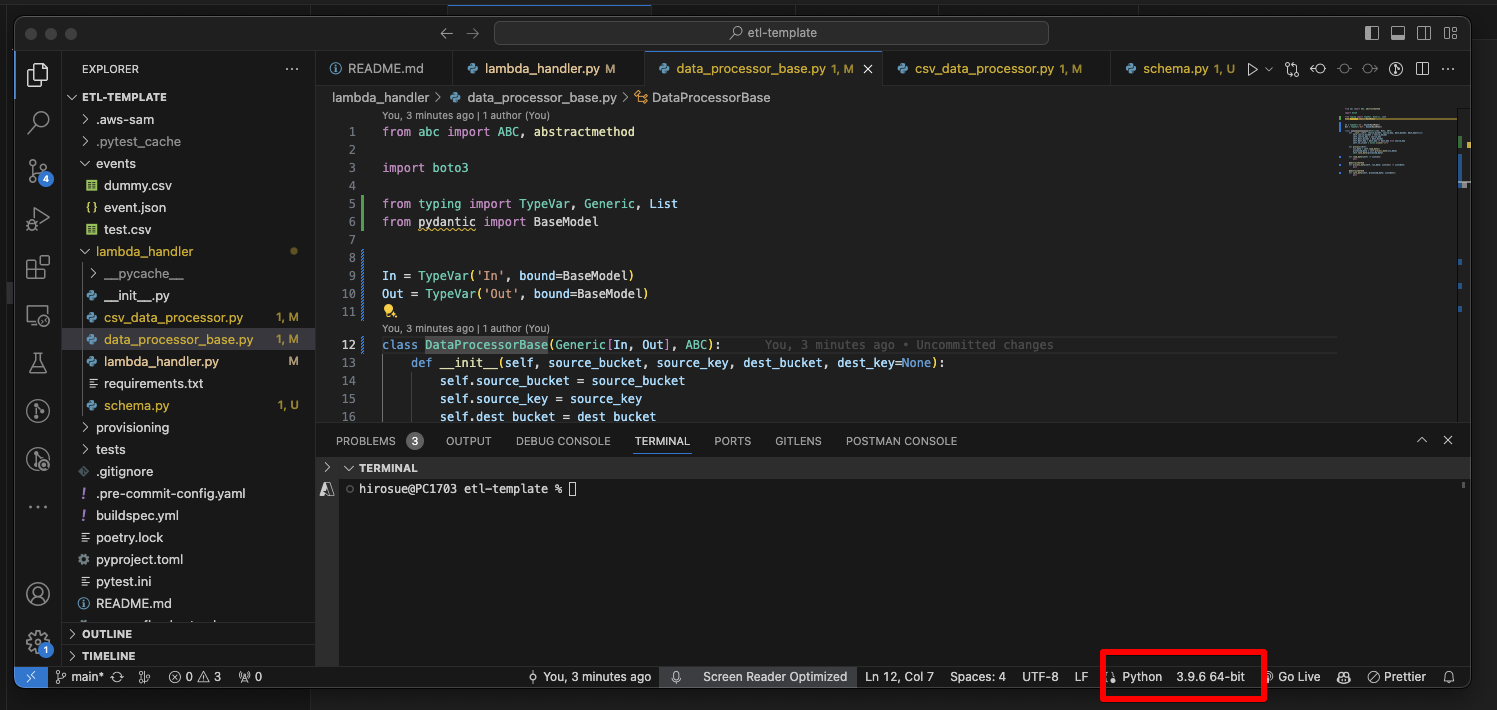 etl-template
EXPLORER
ETL-TEMPLATE
.aws-sam
.pytest_cache
events
dummy.csv
{} event.json
test.csv
lambda_handler
__pycache__
__init__.py
csv_data_processor.py 1, M
data_processor_base.py 1, M
lambda_handler.py M
requirements.txt
schema.py 1, U
provisioning
tests
.gitignore
! .pre-commit-config.yaml
! buildspec.yml
poetry.lock
pyproject.toml
pytest.ini
README.md
OUTLINE
TIMELINE
4
1
README.md
lambda_handler.py M
data_processor_base.py 1, M
csv_data_processor.py 1, M
schema.py 1, U
lambda_handler > data_processor_base.py > DataProcessorBase
You, 3 minutes ago | 1 author (You)
1 from abc import ABC, abstractmethod
2
3 import boto3
4
5 from typing import TypeVar, Generic, List
6 from pydantic import BaseModel
7
8
9 In = TypeVar('In', bound=BaseModel)
10 Out = TypeVar('Out', bound=BaseModel)
11
You, 3 minutes ago | 1 author (You)
12 class DataProcessorBase(Generic[In, Out], ABC): You, 3 minutes ago • Uncommitted changes
13 def __init__(self, source_bucket, source_key, dest_bucket, dest_key=None):
14 self.source_bucket = source_bucket
15 self.source_key = source_key
16 self.dest_bucket = dest_bucket
PROBLEMS 3 OUTPUT DEBUG CONSOLE TERMINAL PORTS GITLENS POSTMAN CONSOLE
TERMINAL
hirosue@PC1703 etl-template %
main* 0 3 0 You, 3 minutes ago Screen Reader Optimized Ln 12, Col 7 Spaces: 4 UTF-8 LF Python 3.9.6 64-bit Go Live Prettier